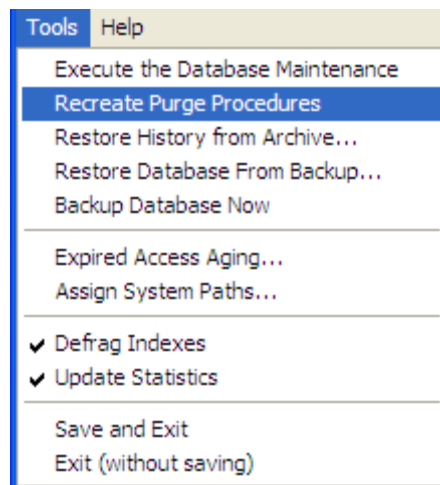 Tools Help
Execute the Database Maintenance
Recreate Purge Procedures
Restore History from Archive...
Restore Database From Backup...
Backup Database Now
Expired Access Aging...
Assign System Paths...
Defrag Indexes
Update Statistics
Save and Exit
Exit (without saving)